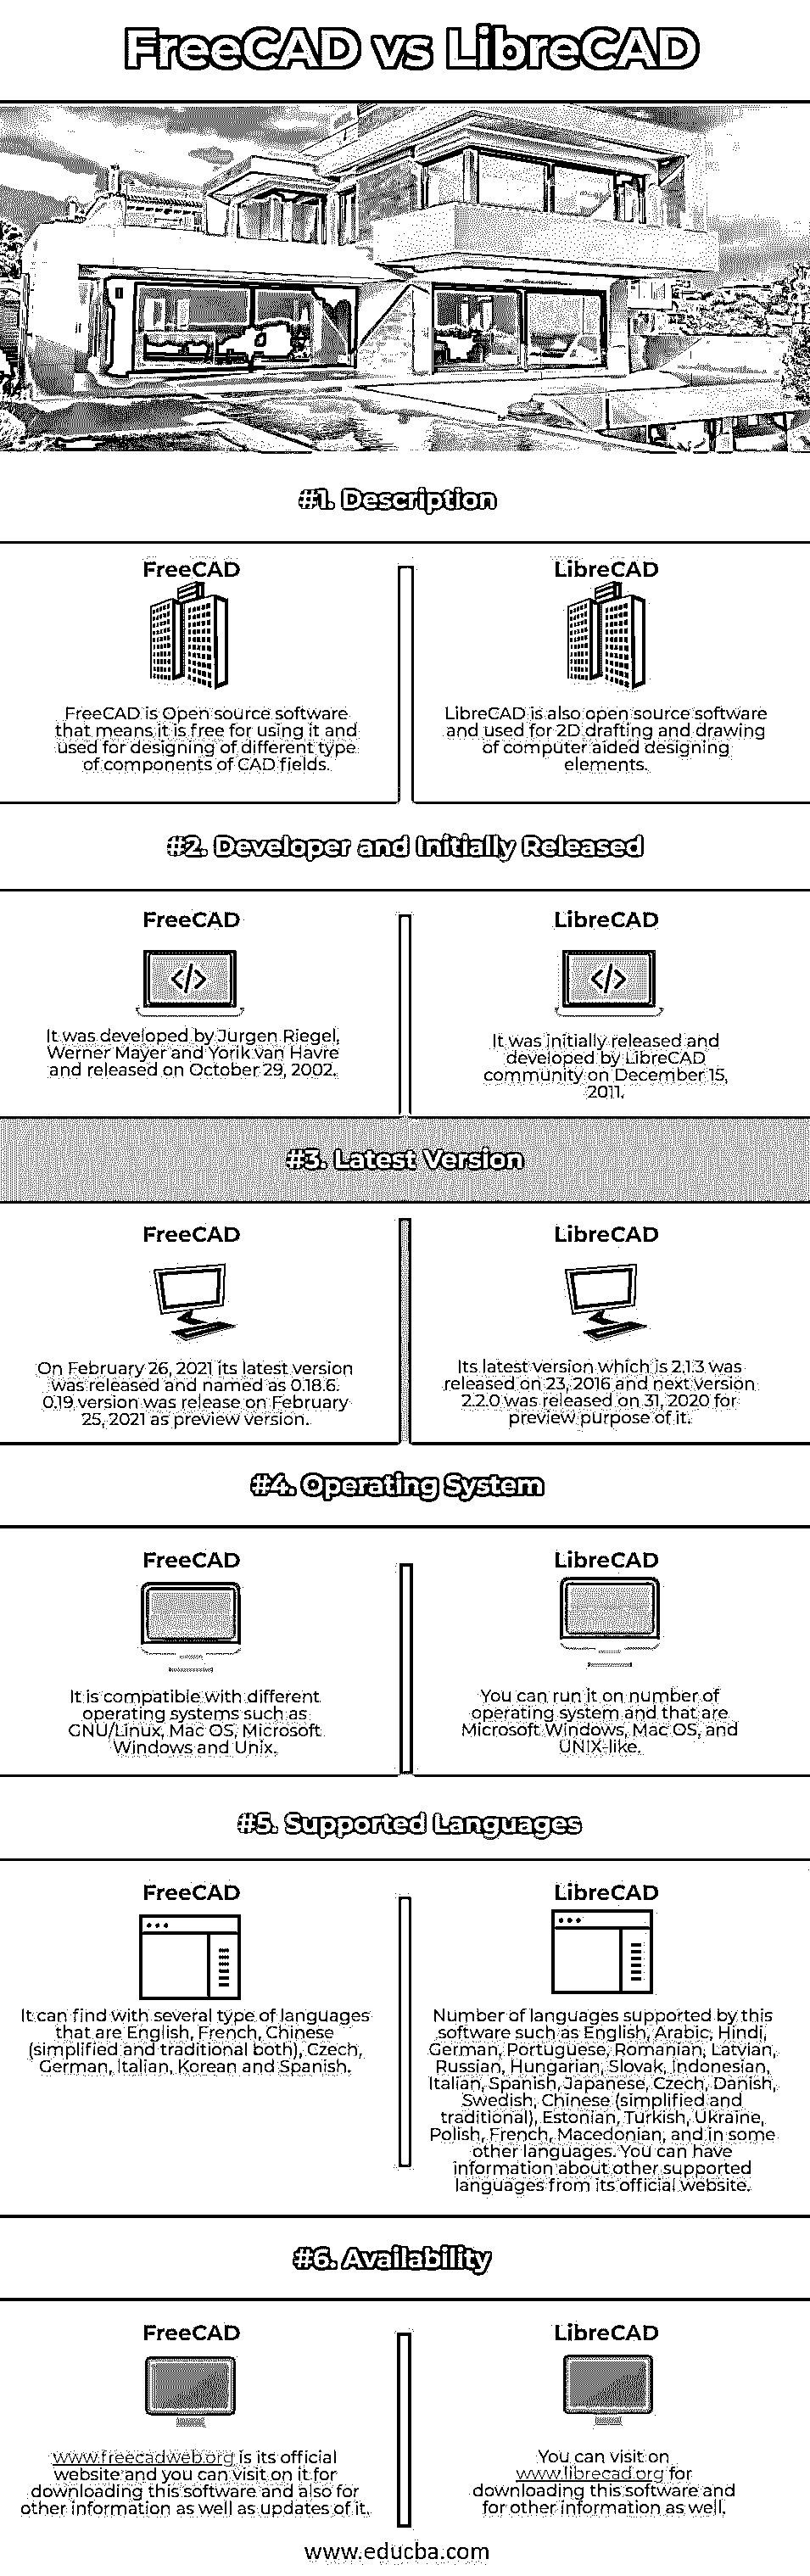 FreeCAD vs LibreCAD
#1. Description
FreeCAD
FreeCAD is Open source software
that means it is free for using it and
used for designing of different type
of components of CAD fields.
LibreCAD
LibreCAD is also open source software
and used for 2D drafting and drawing
of computer aided designing
elements.
#2. Developer and Initially Released
FreeCAD
It was developed by Jurgen Riegel,
Werner Mayer and Yorik van Havre
and released on October 29, 2002.
LibreCAD
It was initially released and
developed by LibreCAD
community on December 15,
2011.
#3. Latest Version
FreeCAD
On February 26, 2021 its latest version
was released and named as 0.18.6.
0.19 version was release on February
25, 2021 as preview version.
LibreCAD
Its latest version which is 2.1.3 was
released on 23, 2016 and next version
2.2.0 was released on 31, 2020 for
preview purpose of it.
#4. Operating System
FreeCAD
It is compatible with different
operating systems such as
GNU/Linux, Mac OS, Microsoft
Windows and Unix.
LibreCAD
You can run it on number of
operating system and that are
Microsoft Windows, Mac OS, and
UNIX-like.
#5. Supported Languages
FreeCAD
It can find with several type of languages
that are English, French, Chinese
(simplified and traditional both), Czech,
German, Italian, Korean and Spanish.
LibreCAD
Number of languages supported by this
software such as English, Arabic, Hindi,
German, Portuguese, Romanian, Latvian,
Russian, Hungarian, Slovak, Indonesian,
Italian, Spanish, Japanese, Czech, Danish,
Swedish, Chinese (simplified and
traditional), Estonian, Turkish, Ukraine,
Polish, French, Macedonian, and in some
other languages. You can have
information about other supported
languages from its official website.
#6. Availability
FreeCAD
www.freecadweb.org is its official
website and you can visit on it for
downloading this software and also for
other information as well as updates of it.
LibreCAD
You can visit on
www.librecad.org for
downloading this software and
for other information as well.
www.educba.com